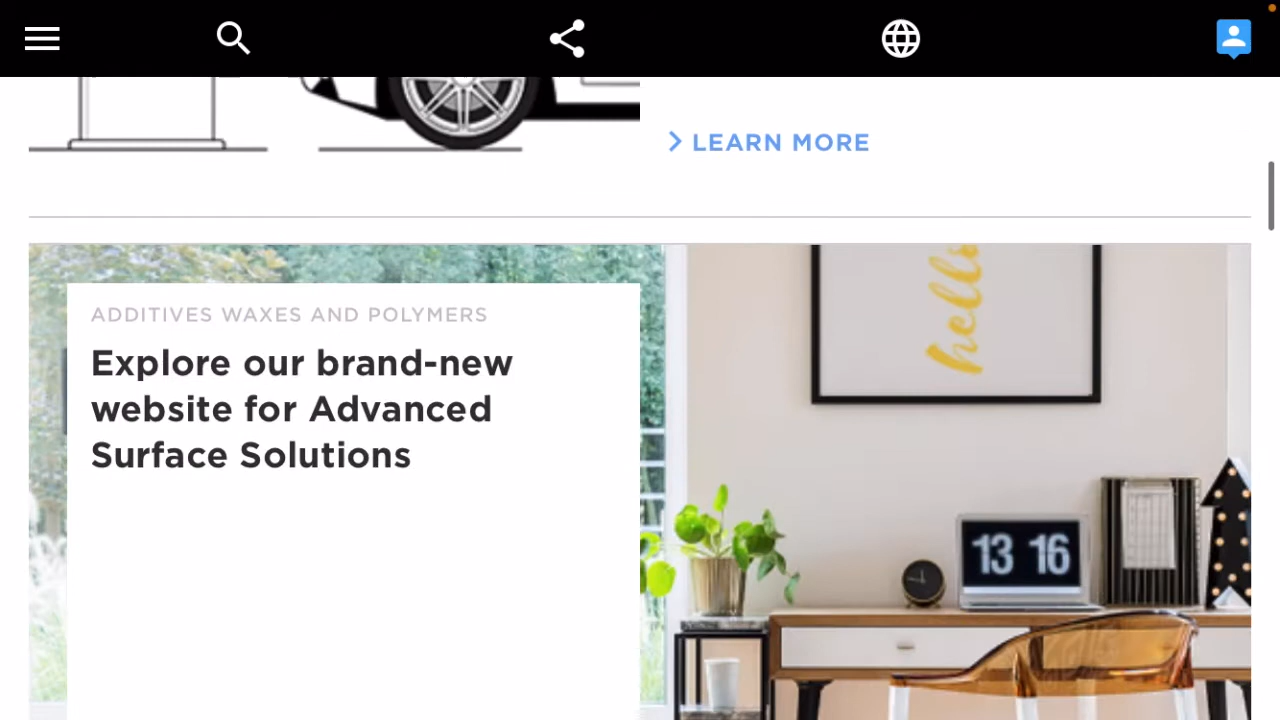 LEARN MORE
ADDITIVES WAXES AND POLYMERS
Explore our brand-new
website for Advanced
Surface Solutions
hello
13 16